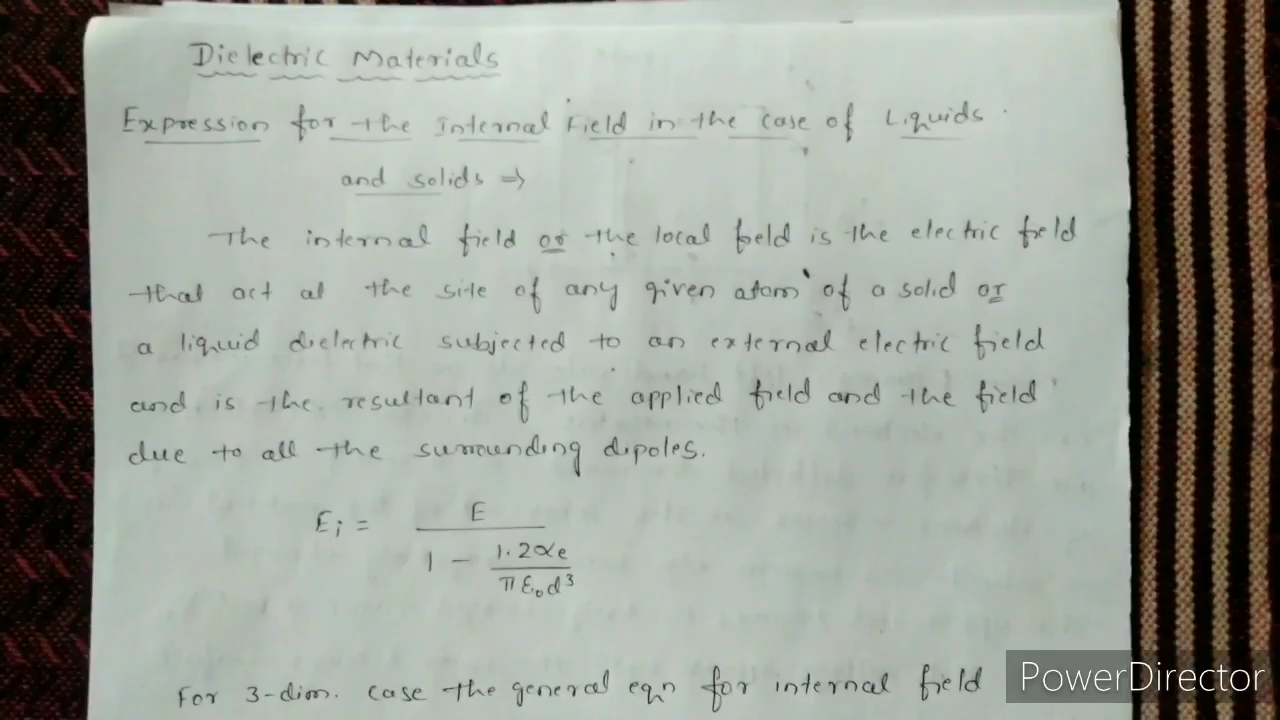 Dielectric Materials
Expression for the Internal Field in the case of Liquids
and solids ⇒
The internal field or the local field is the electric field
that act at the site of any given atom of a solid or
a liquid dielectric subjected to an external electric field
and is the resultant of the applied field and the field
due to all the surrounding dipoles.
Ei = E / (1 - 1.2αe / πε₀d³)
For 3-dim. case the general eqn for internal field
PowerDirector